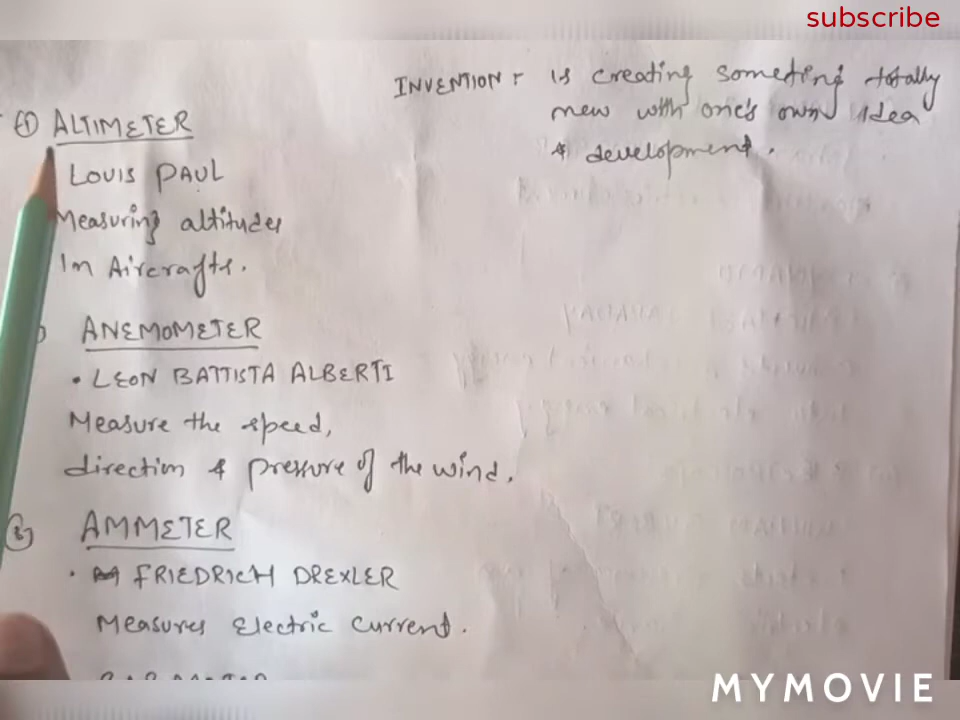 subscribe
INVENTION :- is creating something totally
new with one's own Idea
& development.
(1) ALTIMETER
LOUIS PAUL
Measuring altitudes
In Aircrafts.
ANEMOMETER
• LEON BATTISTA ALBERTI
Measure the speed,
direction & pressure of the wind.
(3) AMMETER
• FRIEDRICH DREXLER
Measures Electric Current.
MYMOVIE